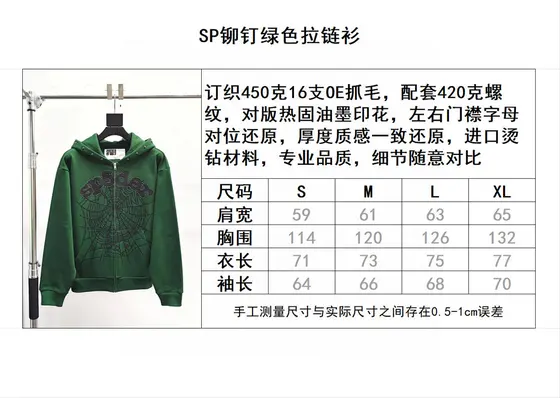 SP铆钉绿色拉链衫
订织450克16支OE抓毛，配套420克螺
纹，对版热固油墨印花，左右门襟字母
对位还原，厚度质感一致还原，进口烫
钻材料，专业品质，细节随意对比
尺码 S M L XL
肩宽 59 61 63 65
胸围 114 120 126 132
衣长 71 73 75 77
袖长 64 66 68 70
手工测量尺寸与实际尺寸之间存在0.5-1cm误差